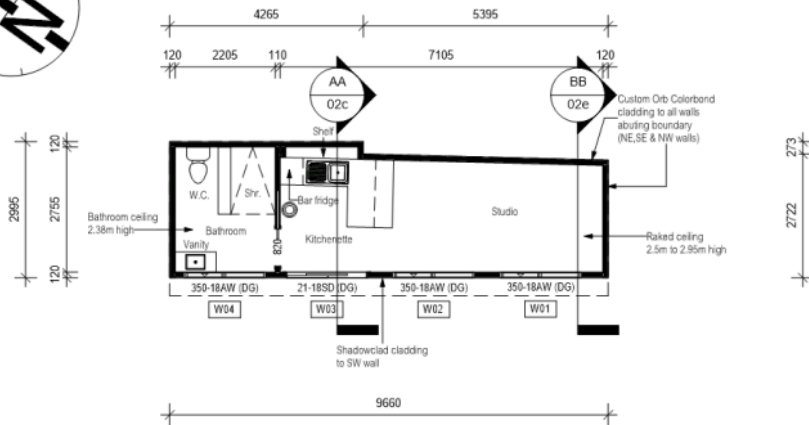 N
4265 5395
120 2205 110 7105 120
AA
02c
BB
02e
Custom Orb Colorbond
cladding to all walls
abuting boundary
(NE,SE & NW walls)
Shelf
2995
120
2755
120
273
2722
W.C.
Shr.
Bar fridge
Studio
Bathroom ceiling
2.38m high
Bathroom
Vanity
820
Kitchenette
Raked ceiling
2.5m to 2.95m high
350-18AW (DG) 21-18SD (DG) 350-18AW (DG) 350-18AW (DG)
W04 W03 W02 W01
Shadowclad cladding
to SW wall
9660